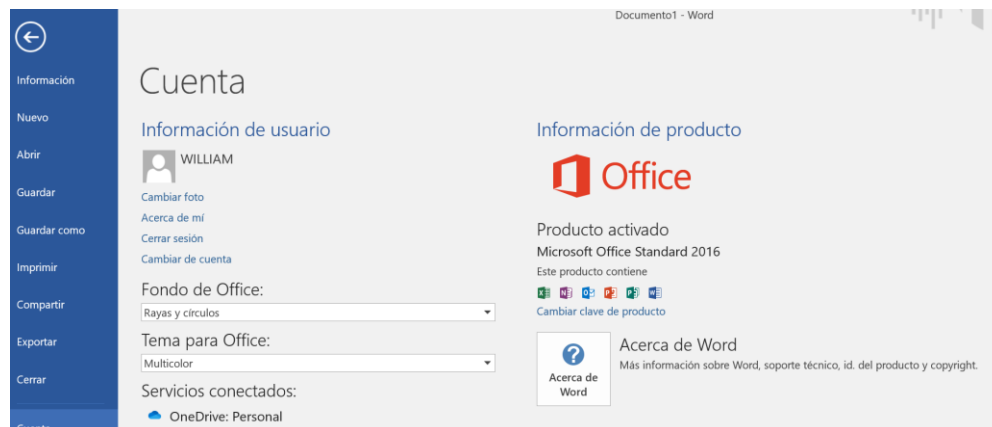 Documento1 - Word
Información
Nuevo
Abrir
Guardar
Guardar como
Imprimir
Compartir
Exportar
Cerrar
Cuenta
Cuenta
Información de usuario
WILLIAM
Cambiar foto
Acerca de mí
Cerrar sesión
Cambiar de cuenta
Fondo de Office:
Rayas y círculos
Tema para Office:
Multicolor
Servicios conectados:
OneDrive: Personal
Información de producto
Office
Producto activado
Microsoft Office Standard 2016
Este producto contiene
Cambiar clave de producto
Acerca de
Word
Acerca de Word
Más información sobre Word, soporte técnico, id. del producto y copyright.